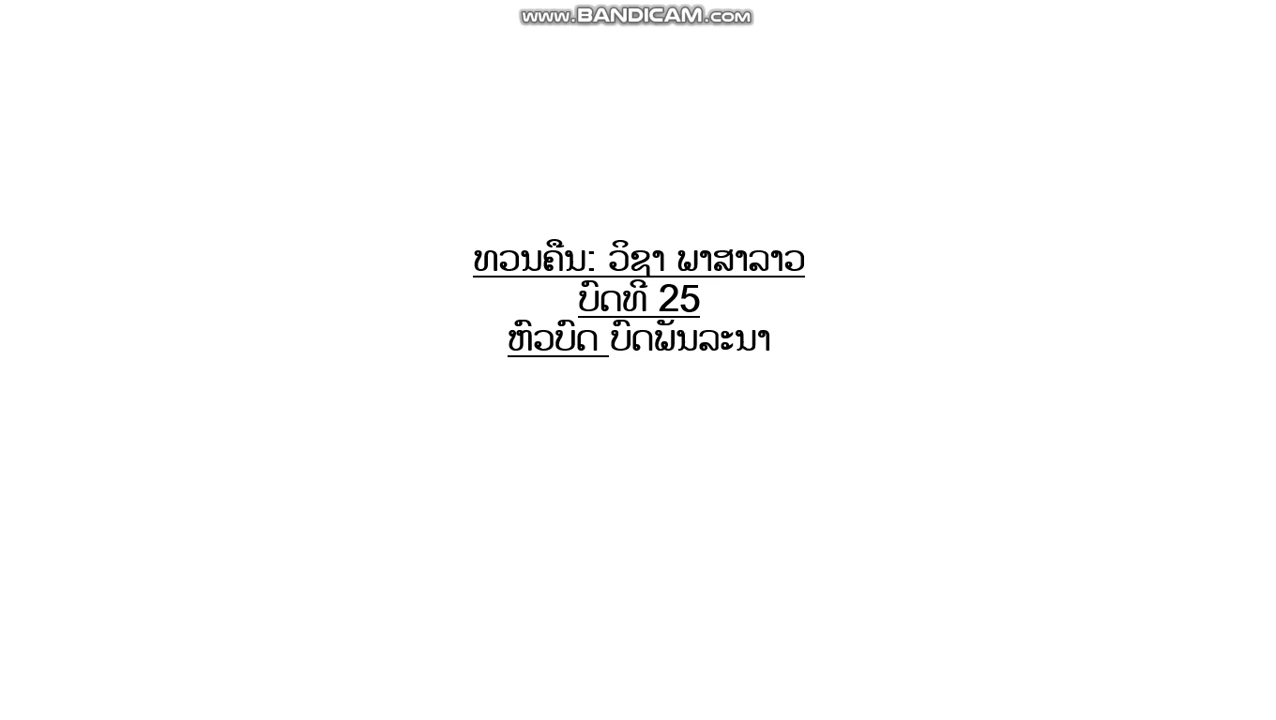 www.BANDICAM.com
ທວນຄືນ: ວິຊາ ພາສາລາວ
ບົດທີ 25
ຫົວບົດ ບົດພັນລະນາ